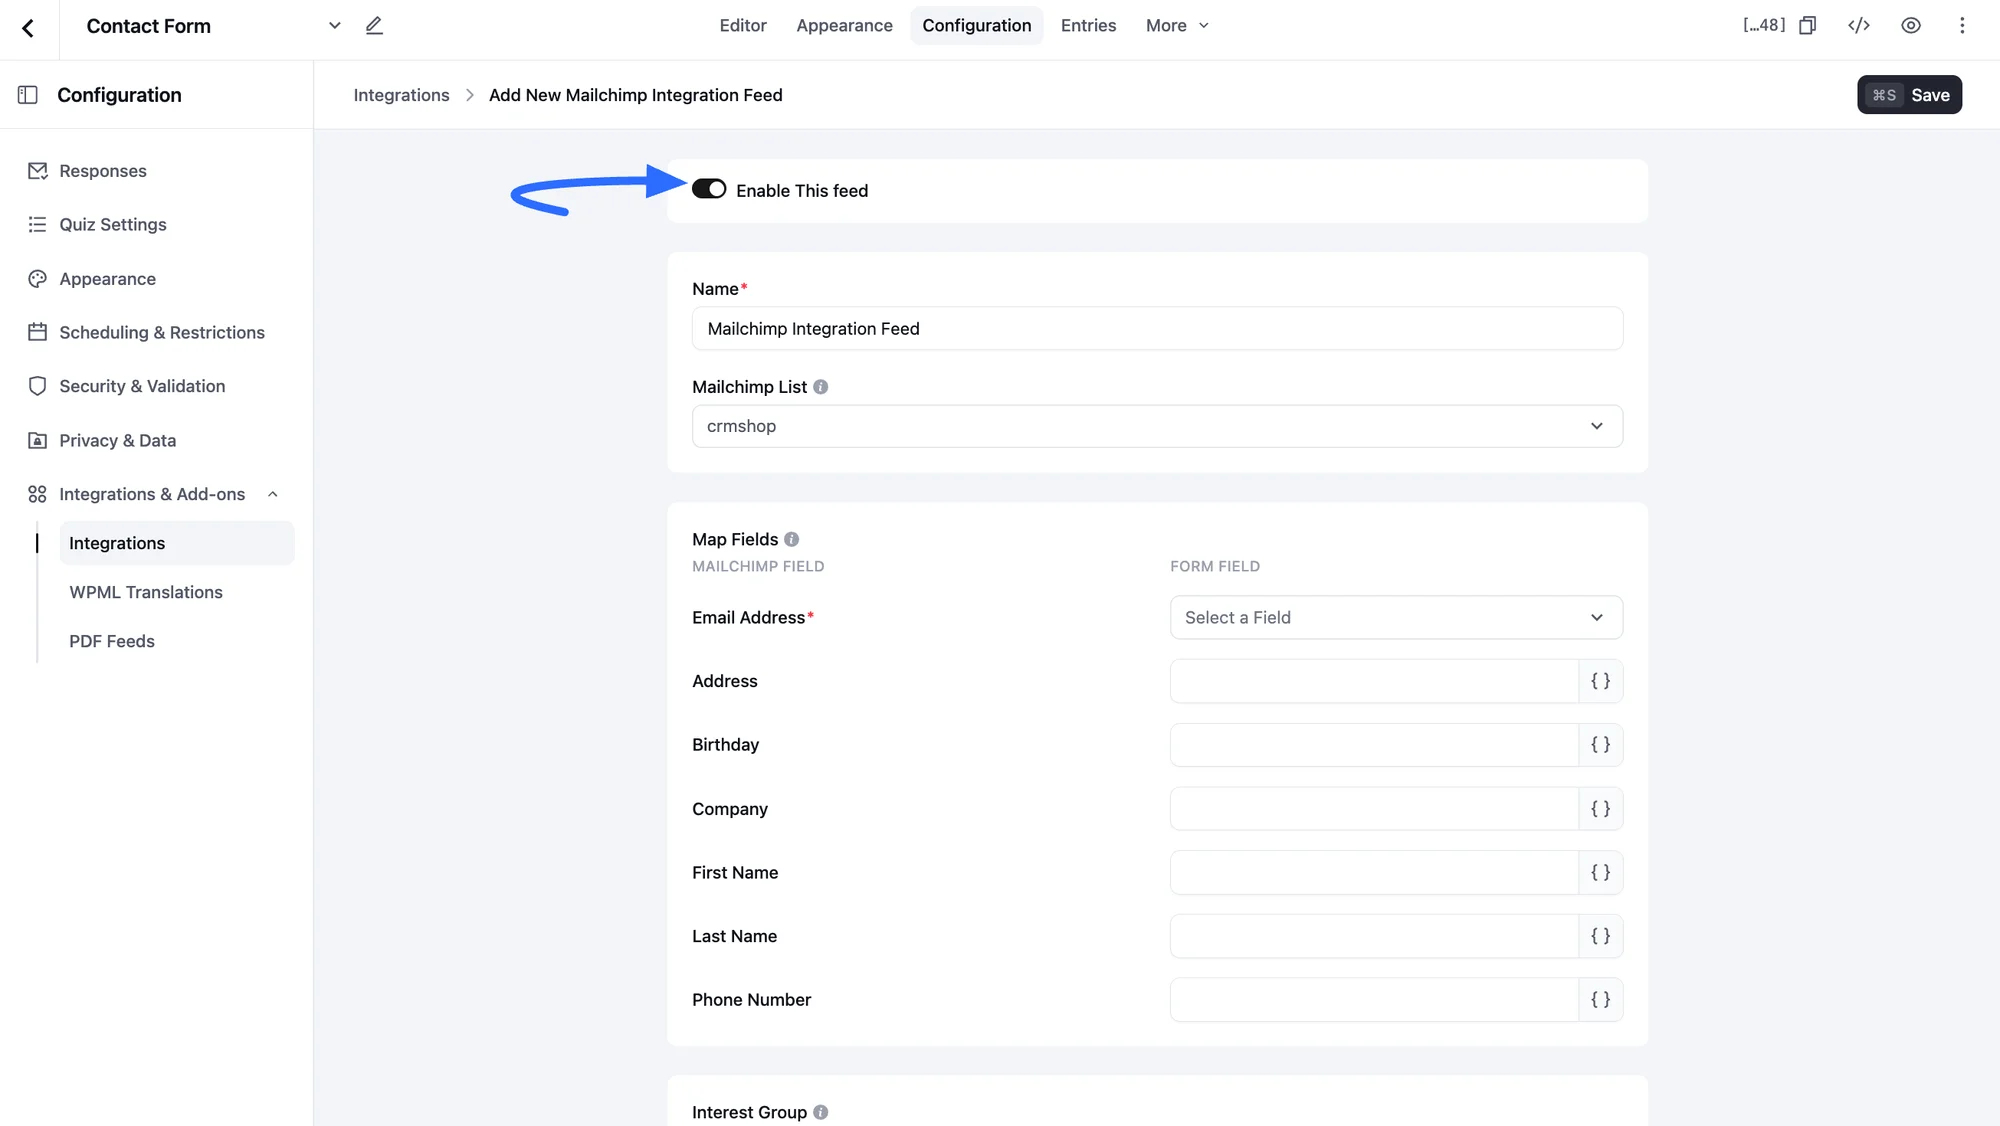 Contact Form
Editor Appearance Configuration Entries More
[...48]
Configuration
Integrations > Add New Mailchimp Integration Feed
⌘S Save
Responses
Quiz Settings
Appearance
Scheduling & Restrictions
Security & Validation
Privacy & Data
Integrations & Add-ons
Integrations
WPML Translations
PDF Feeds
Enable This feed
Name*
Mailchimp Integration Feed
Mailchimp List
crmshop
Map Fields
MAILCHIMP FIELD FORM FIELD
Email Address* Select a Field
Address { }
Birthday { }
Company { }
First Name { }
Last Name { }
Phone Number { }
Interest Group